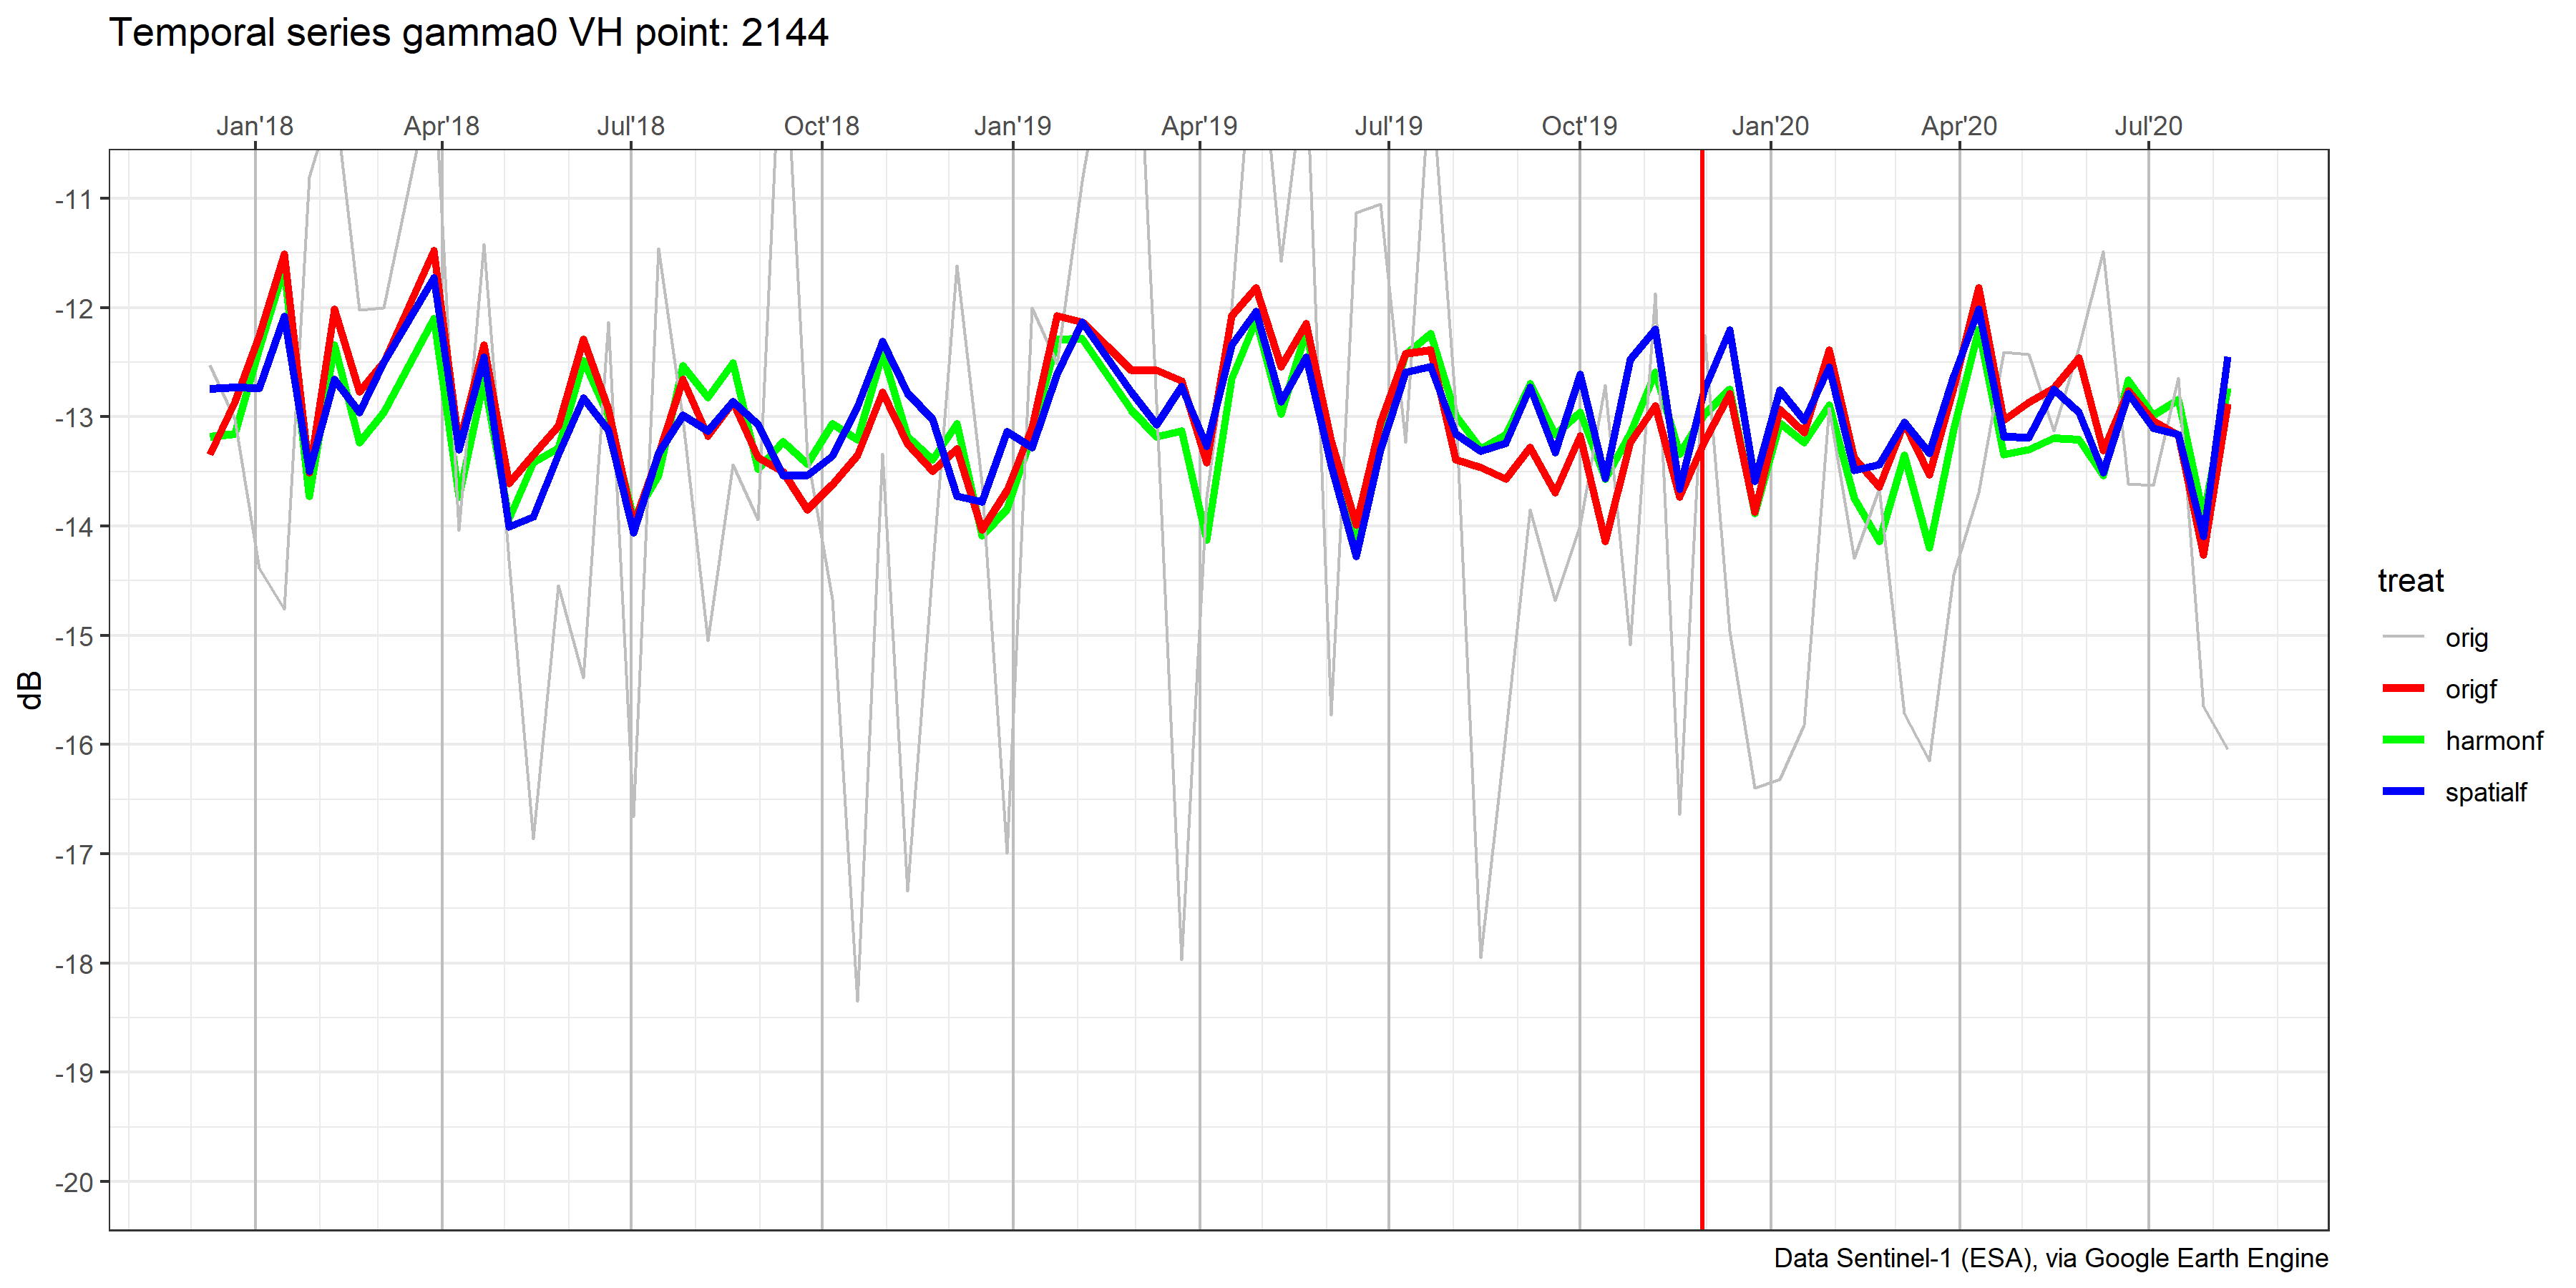 Temporal series gamma0 VH point: 2144
Jan'18 Apr'18 Jul'18 Oct'18 Jan'19 Apr'19 Jul'19 Oct'19 Jan'20 Apr'20 Jul'20
-11
-12
-13
-14
-15
-16
-17
-18
-19
-20
dB
treat
orig
origf
harmonf
spatialf
Data Sentinel-1 (ESA), via Google Earth Engine